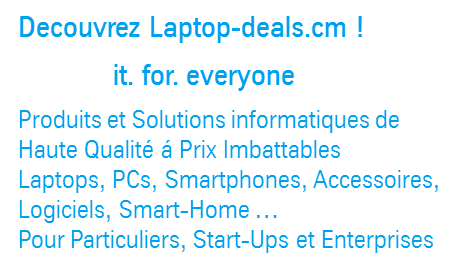 Decouvrez Laptop-deals.cm !
it. for. everyone
Produits et Solutions informatiques de
Haute Qualité á Prix Imbattables
Laptops, PCs, Smartphones, Accessoires,
Logiciels, Smart-Home ...
Pour Particuliers, Start-Ups et Enterprises